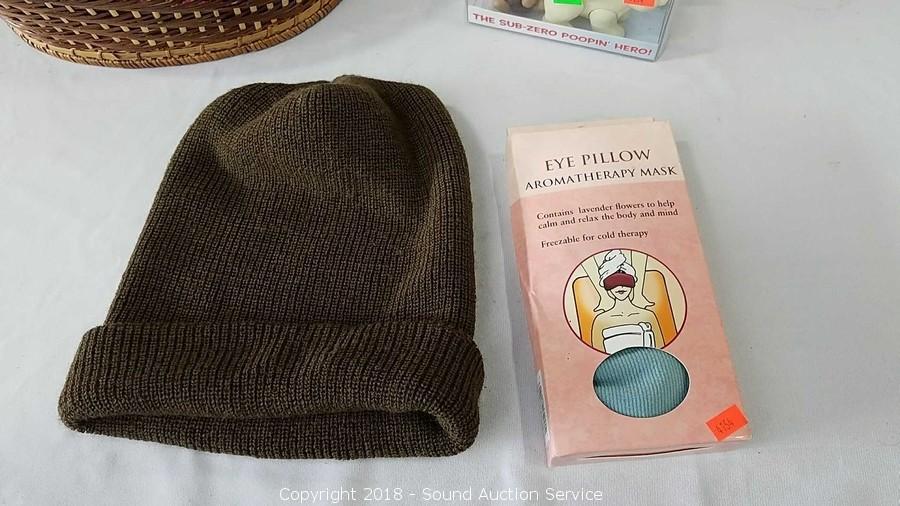 THE SUB-ZERO POOPIN' HERO!
EYE PILLOW
AROMATHERAPY MASK
Contains lavender flowers to help
calm and relax the body and mind
Freezable for cold therapy
Copyright 2018 - Sound Auction Service